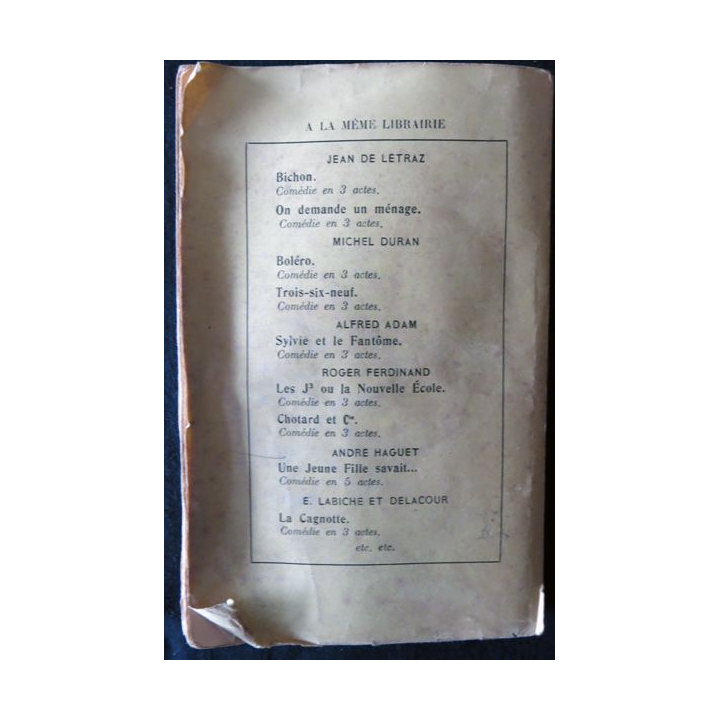 A LA MÊME LIBRAIRIE
JEAN DE LÉTRAZ
Bichon.
Comédie en 3 actes.
On demande un ménage.
Comédie en 3 actes.
MICHEL DURAN
Boléro.
Comédie en 3 actes.
Trois-six-neuf.
Comédie en 3 actes.
ALFRED ADAM
Sylvie et le Fantôme.
Comédie en 3 actes.
ROGER FERDINAND
Les J³ ou la Nouvelle École.
Comédie en 3 actes.
Chotard et Cie.
Comédie en 3 actes.
ANDRÉ HAGUET
Une Jeune Fille savait...
Comédie en 5 actes.
E. LABICHE ET DELACOUR
La Cagnotte.
Comédie en 3 actes.
etc. etc.